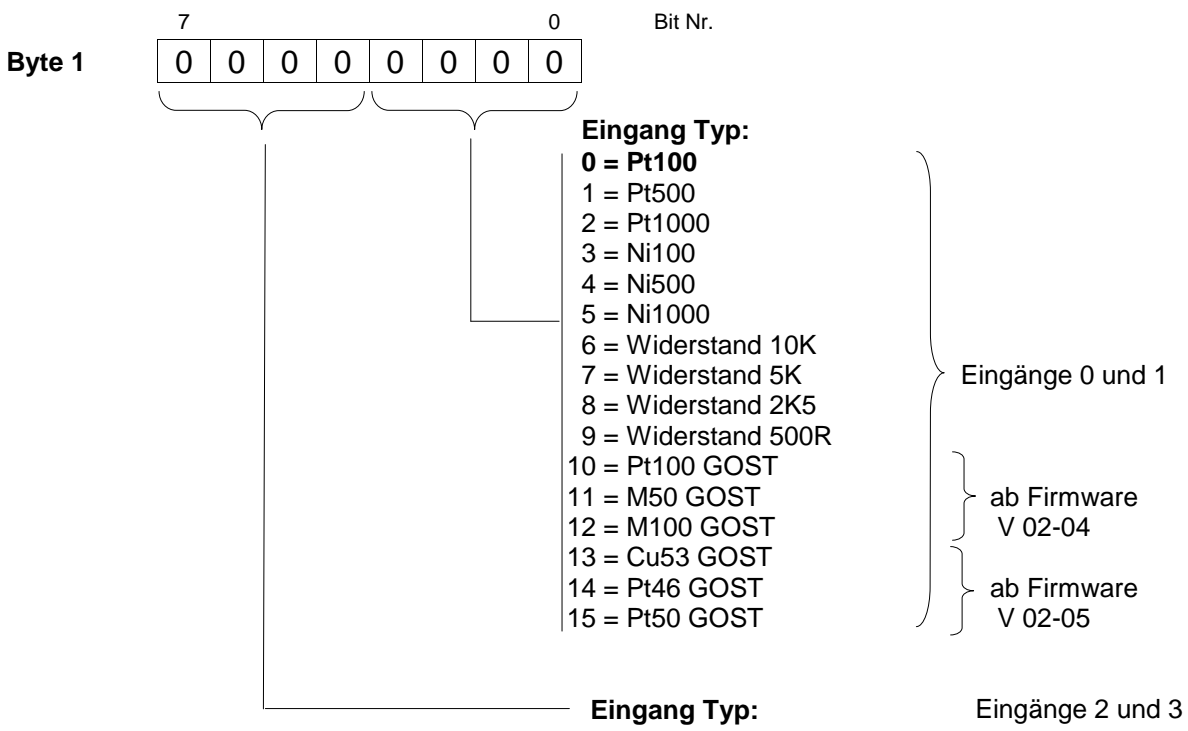 7 0 Bit Nr.
Byte 1 0 0 0 0 0 0 0 0
Eingang Typ:
0 = Pt100
1 = Pt500
2 = Pt1000
3 = Ni100
4 = Ni500
5 = Ni1000
6 = Widerstand 10K
7 = Widerstand 5K Eingänge 0 und 1
8 = Widerstand 2K5
9 = Widerstand 500R
10 = Pt100 GOST
11 = M50 GOST ab Firmware
12 = M100 GOST V 02-04
13 = Cu53 GOST
14 = Pt46 GOST ab Firmware
15 = Pt50 GOST V 02-05
Eingang Typ: Eingänge 2 und 3